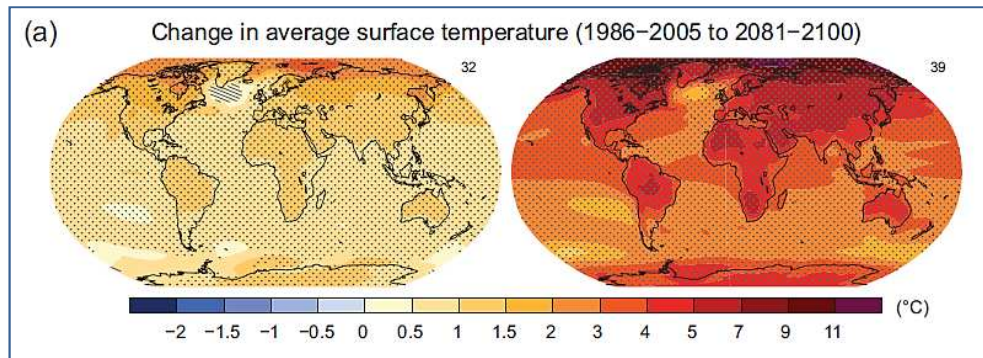 (a) Change in average surface temperature (1986−2005 to 2081−2100)
32 39
−2 −1.5 −1 −0.5 0 0.5 1 1.5 2 3 4 5 7 9 11 (°C)